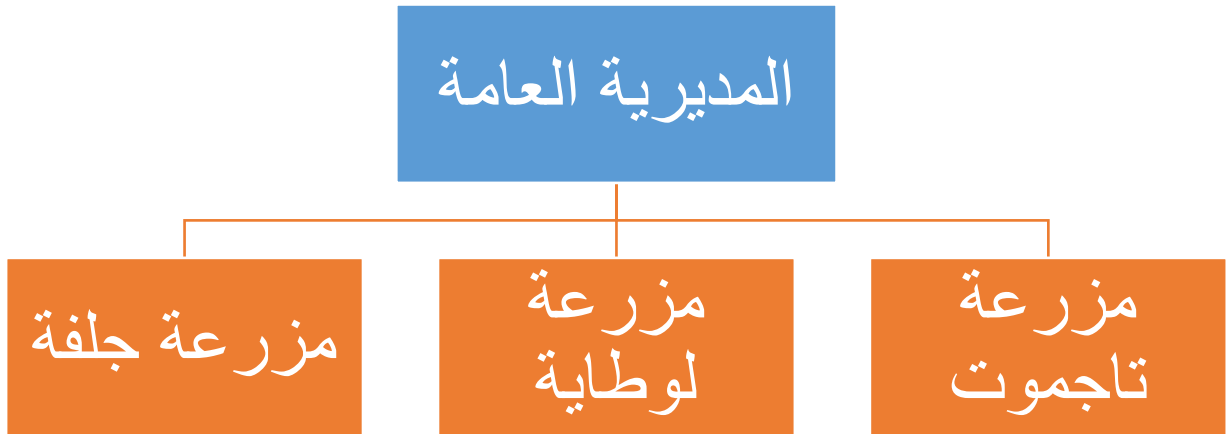 المديرية العامة
مزرعة
تاجموت
مزرعة
لوطاية
مزرعة جلفة